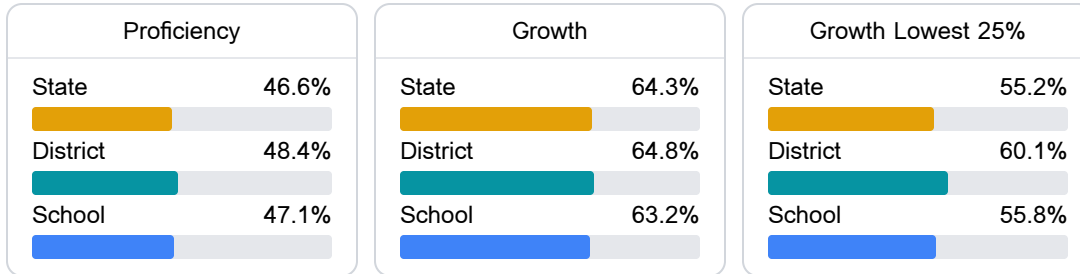 Proficiency
State 46.6%
District 48.4%
School 47.1%
Growth
State 64.3%
District 64.8%
School 63.2%
Growth Lowest 25%
State 55.2%
District 60.1%
School 55.8%